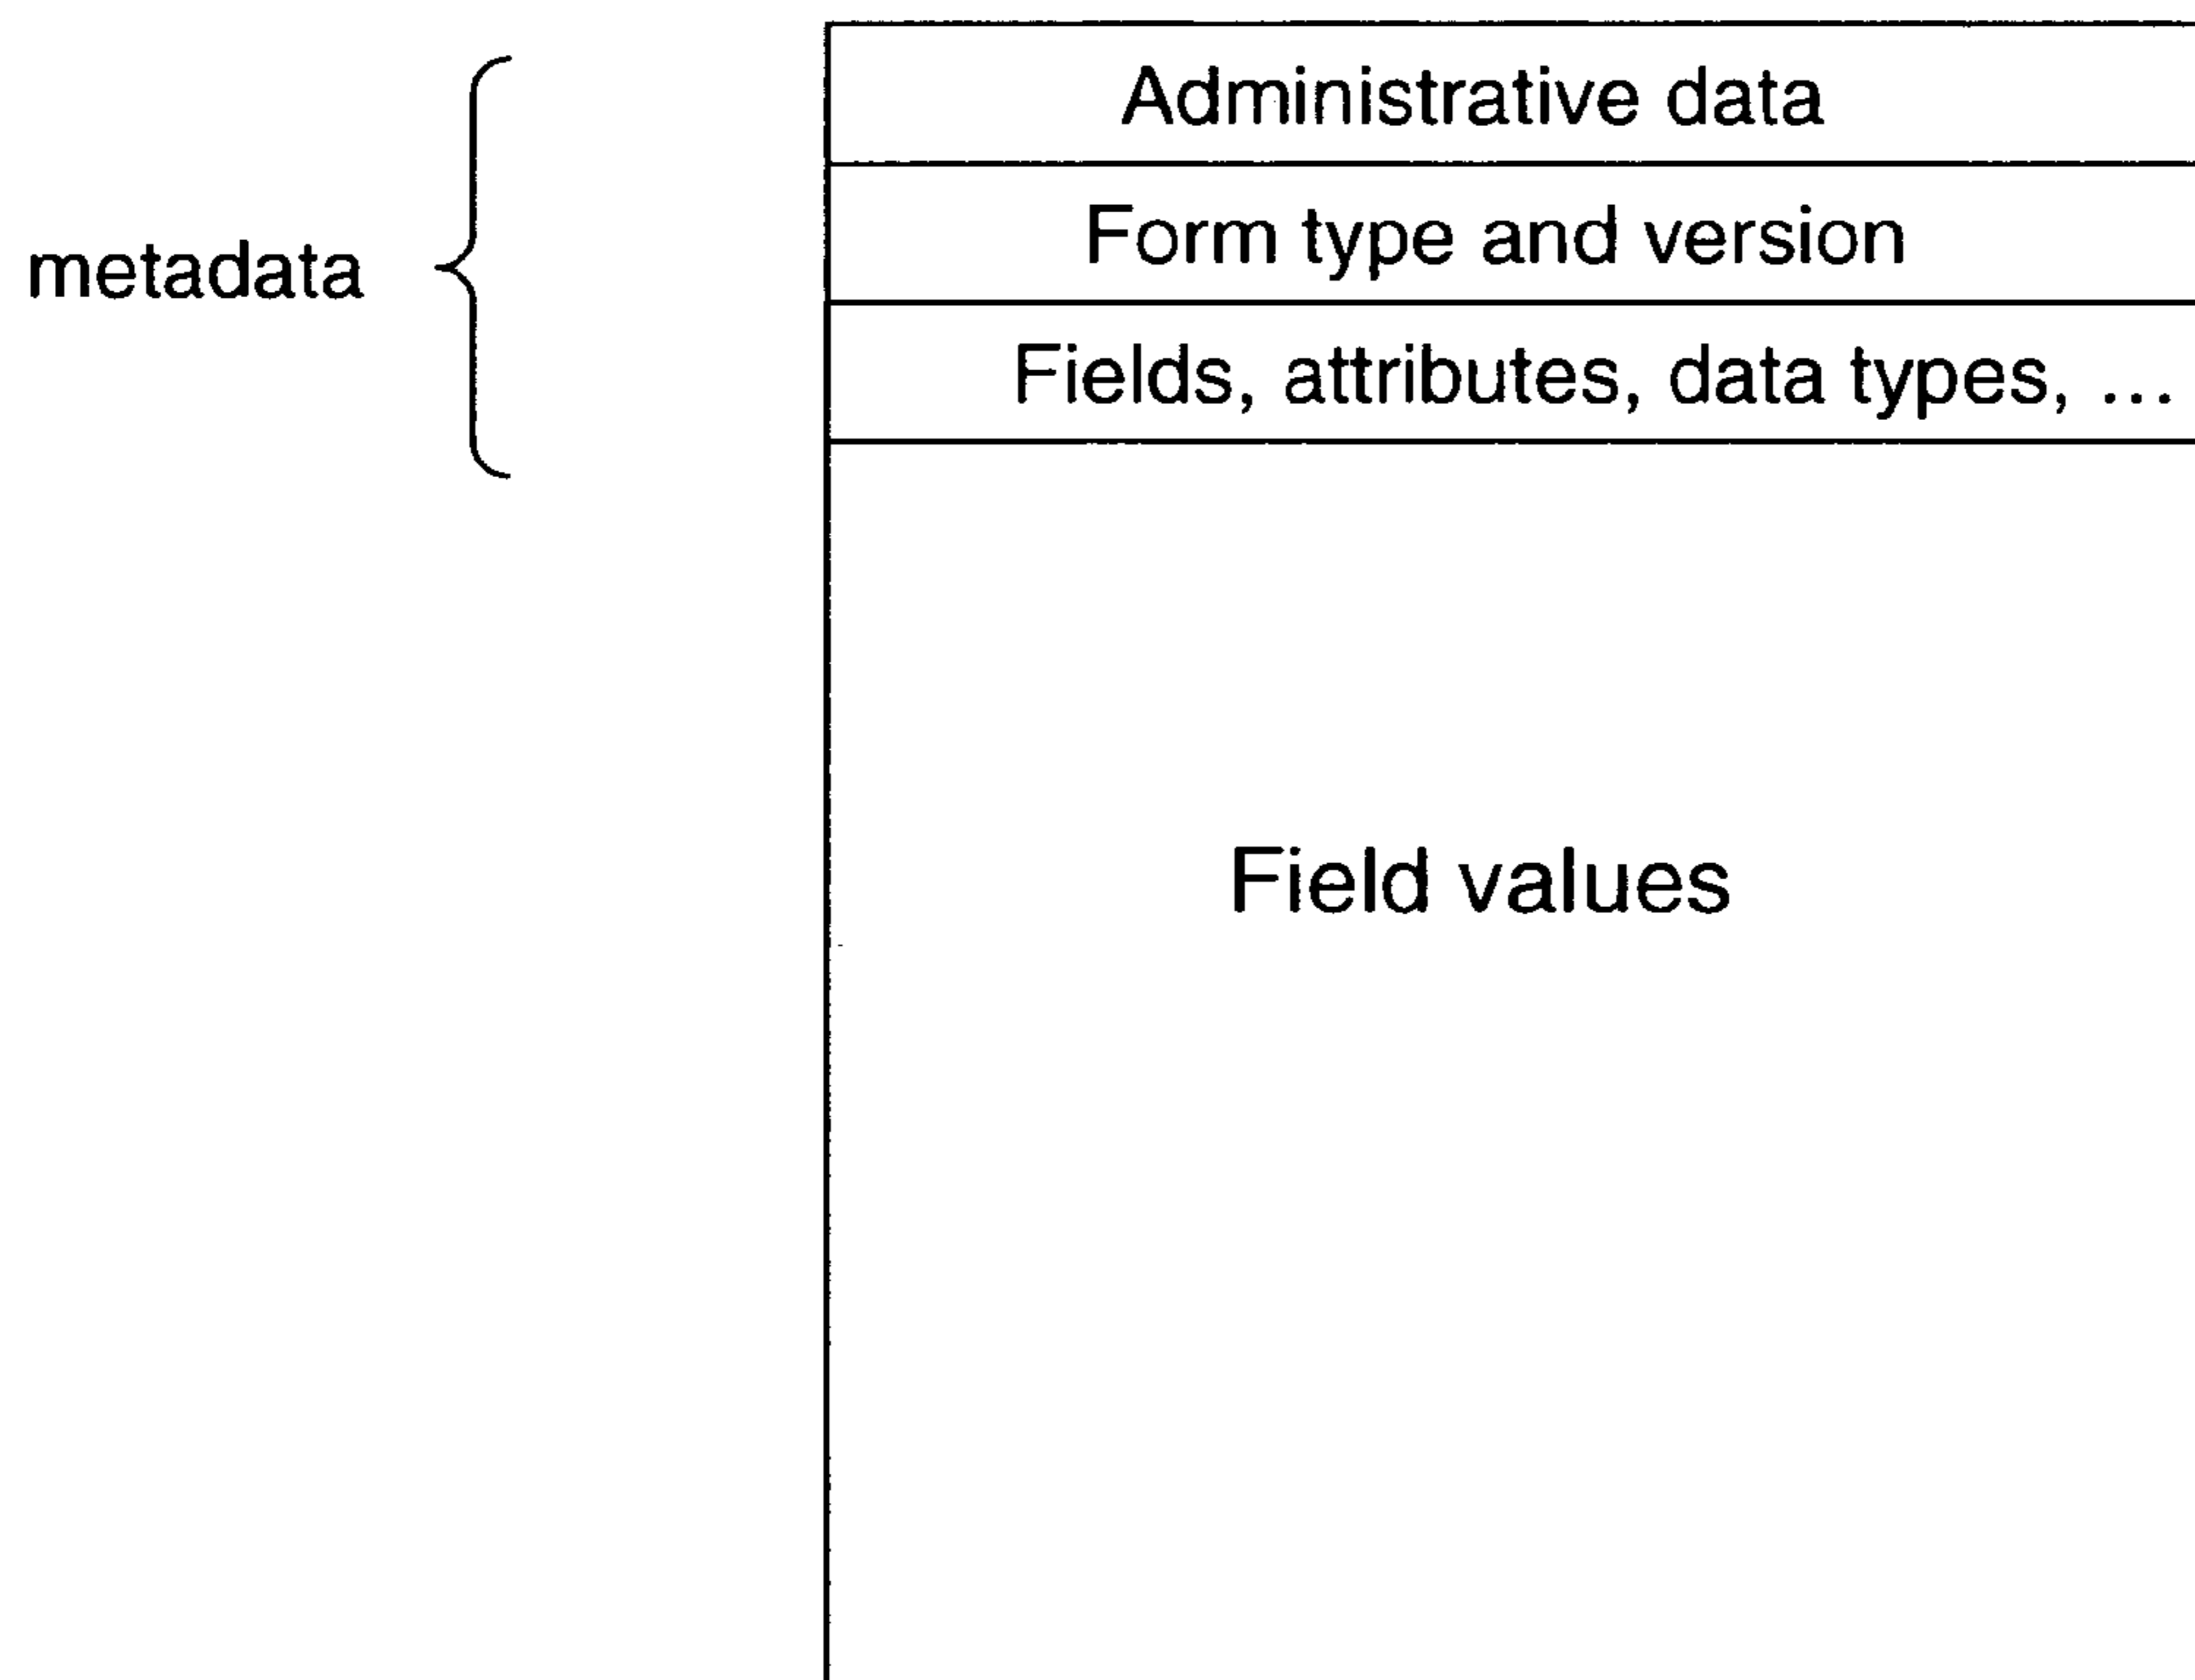 Administrative data
Form type and version
metadata
Fields, attributes, data types, ...
Field values